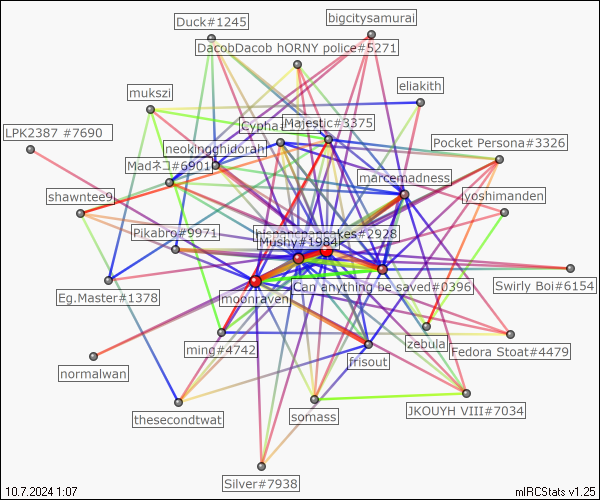 Duck#1245
bigcitysamurai
DacobDacob hORNY police#5271
eliakith
mukszi
Majestic#3375
LPK2387 #7690
neokingghidorah
Pocket Persona#3326
Madネコ#6901
marcemadness
shawntee9
yoshimanden
Pikabro#9971
Mushy#1984
Eg.Master#1378
Can anything be saved#0396
Swirly Boi#6154
moonraven
ming#4742
zebula
Fedora Stoat#4479
frisout
normalwan
thesecondtwat
somass
JKOUYH VIII#7034
Silver#7938
10.7.2024 1:07
mIRCStats v1.25